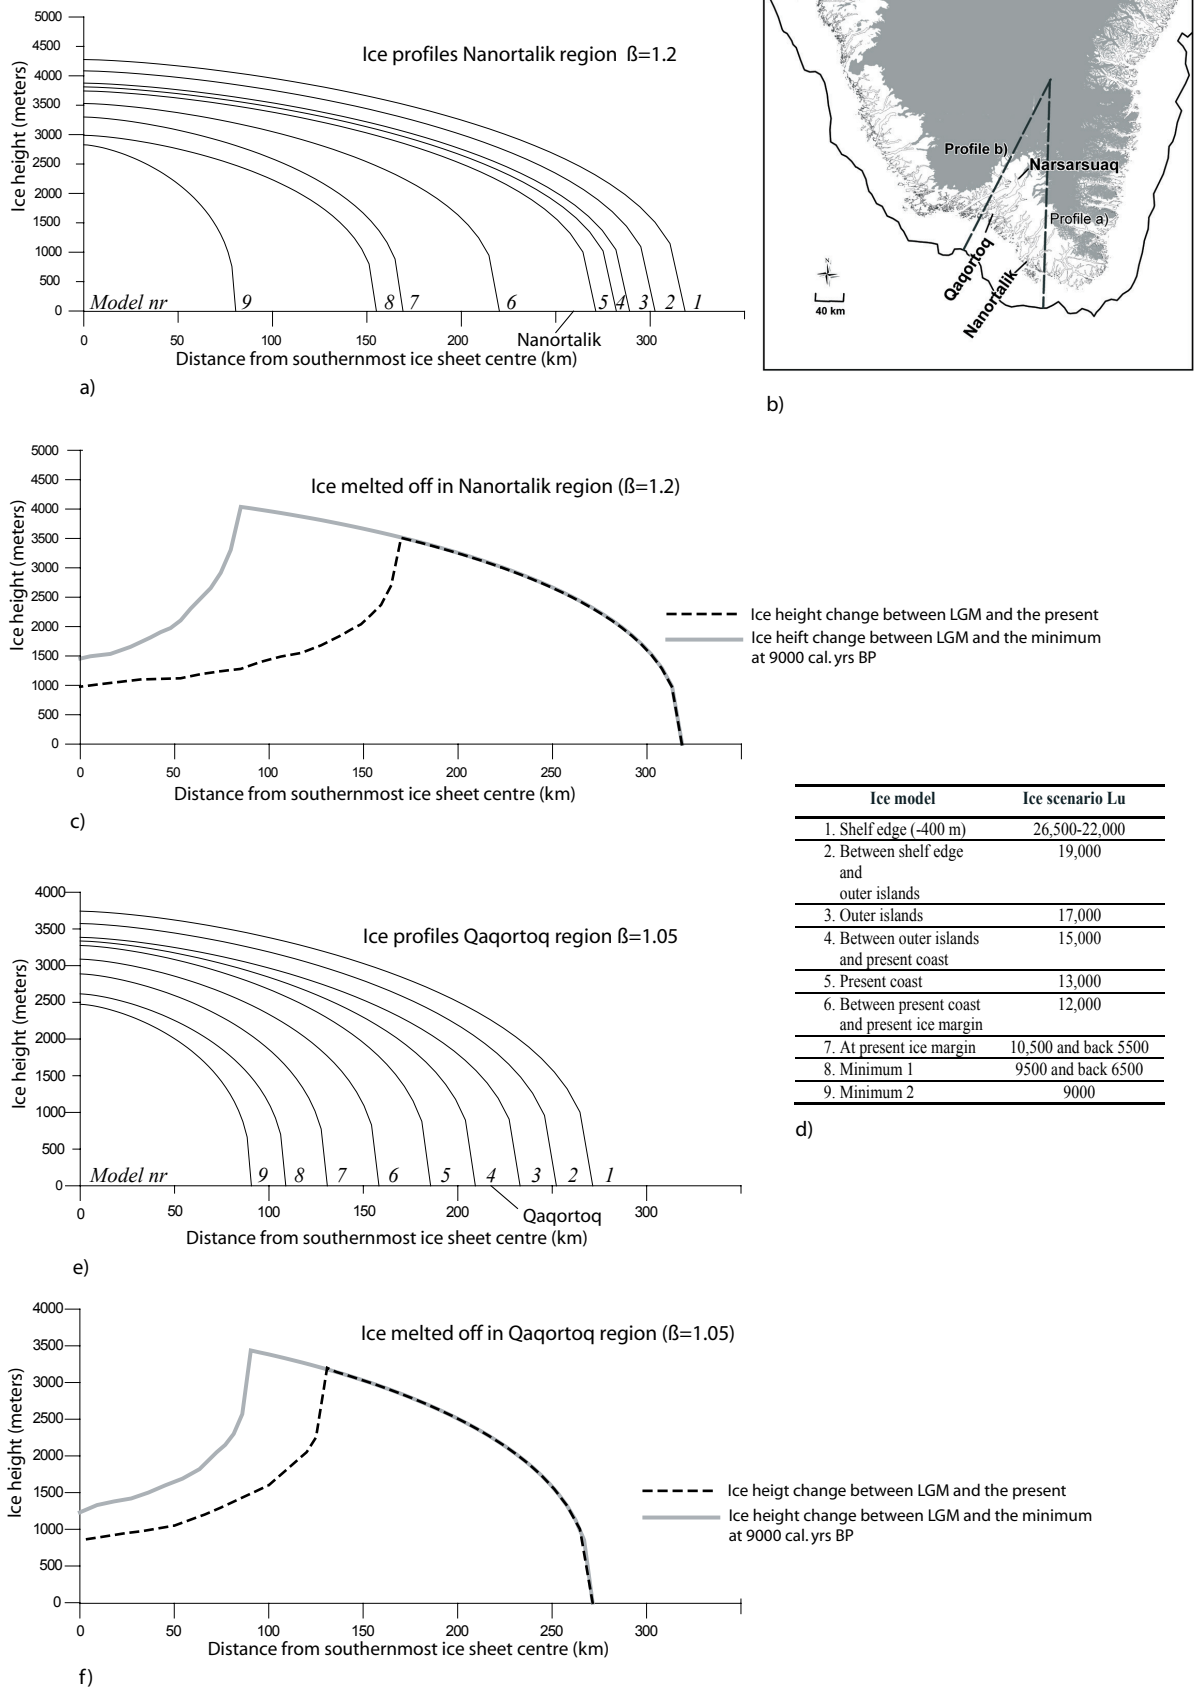 5000
4500
4000
3500
3000
2500
2000
1500
1000
500
0
Ice height (meters)
Ice profiles Nanortalik region ß=1.2
Model nr 9 8 7 6 5 4 3 2 1
0 50 100 150 200 250 300
Nanortalik
Distance from southernmost ice sheet centre (km)
a)
Profile b)
Narsarsuaq
Profile a)
Qaqortoq
Nanortalik
N
40 km
b)
5000
4500
4000
3500
3000
2500
2000
1500
1000
500
0
Ice height (meters)
Ice melted off in Nanortalik region (ß=1.2)
0 50 100 150 200 250 300
Distance from southernmost ice sheet centre (km)
Ice height change between LGM and the present
Ice heift change between LGM and the minimum
at 9000 cal. yrs BP
c)
Ice model Ice scenario Lu
1. Shelf edge (-400 m) 26,500-22,000
2. Between shelf edge 19,000
and
outer islands
3. Outer islands 17,000
4. Between outer islands 15,000
and present coast
5. Present coast 13,000
6. Between present coast 12,000
and present ice margin
7. At present ice margin 10,500 and back 5500
8. Minimum 1 9500 and back 6500
9. Minimum 2 9000
d)
4000
3500
3000
2500
2000
1500
1000
500
0
Ice height (meters)
Ice profiles Qaqortoq region ß=1.05
Model nr 9 8 7 6 5 4 3 2 1
0 50 100 150 200 300
Qaqortoq
Distance from southernmost ice sheet centre (km)
e)
4000
3500
3000
2500
2000
1500
1000
500
0
Ice height (meters)
Ice melted off in Qaqortoq region (ß=1.05)
0 50 100 150 200 250 300
Distance from southernmost ice sheet centre (km)
Ice heigt change between LGM and the present
Ice height change between LGM and the minimum
at 9000 cal. yrs BP
f)